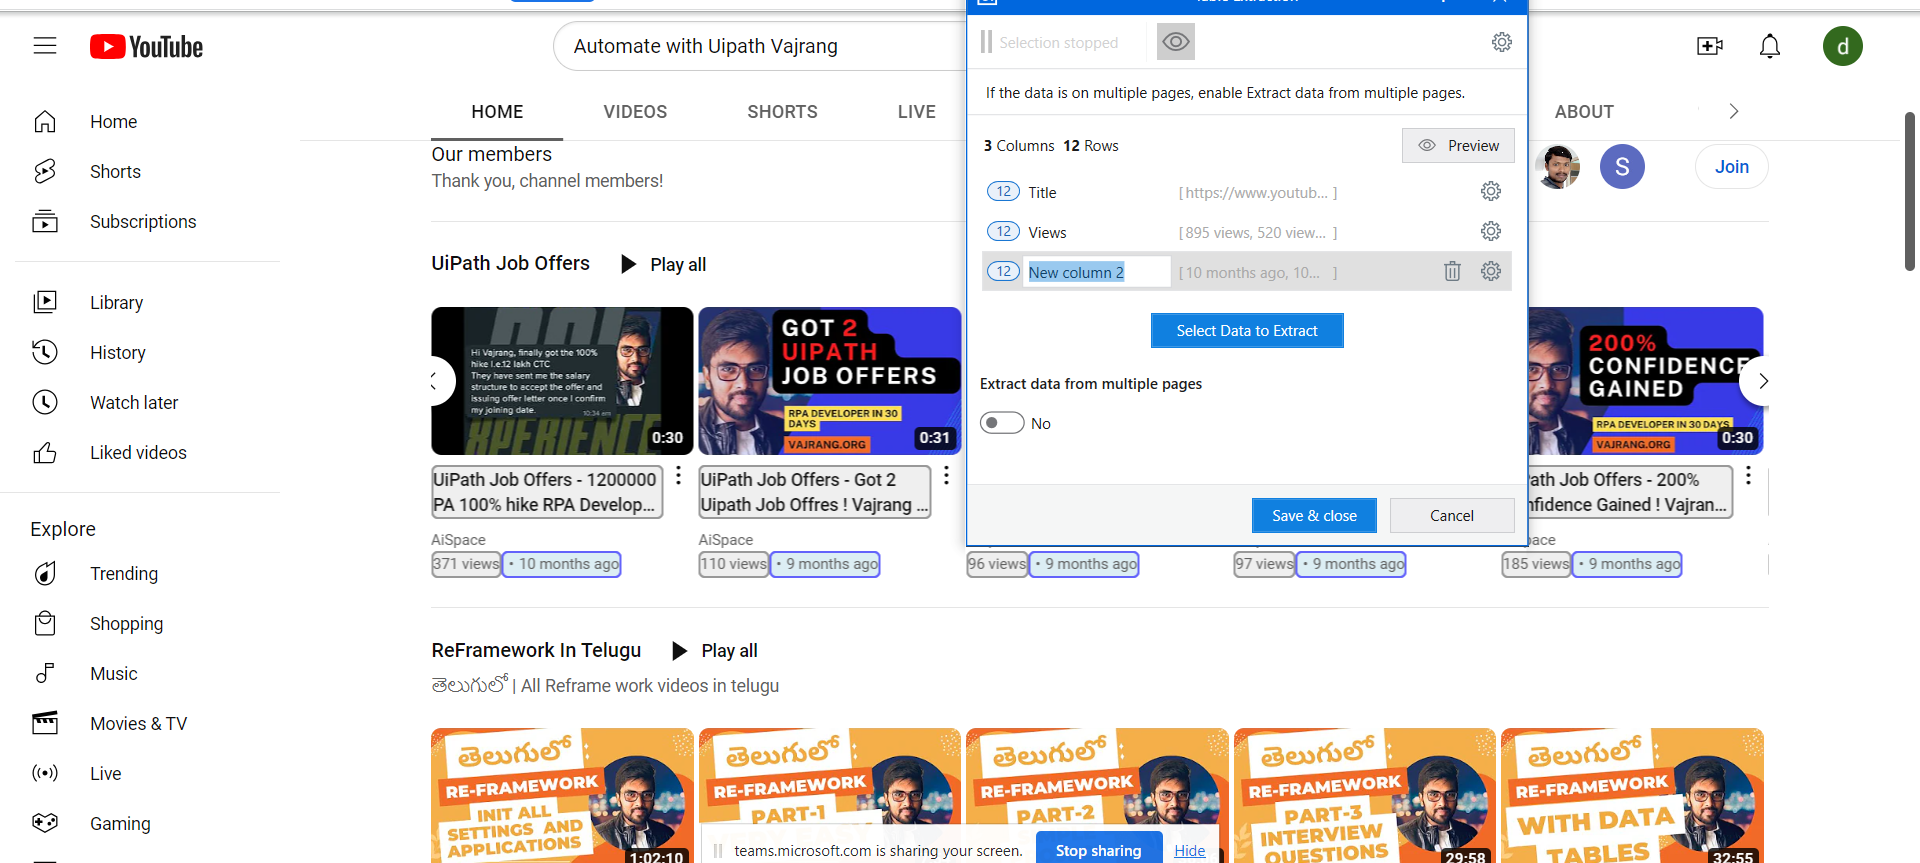 YouTube
Automate with Uipath Vajrang
d
Home
Shorts
Subscriptions
Library
History
Watch later
Liked videos
Explore
Trending
Shopping
Music
Movies & TV
Live
Gaming
HOME VIDEOS SHORTS LIVE ABOUT
Our members
Thank you, channel members!
S
Join
UiPath Job Offers Play all
Hi Vajrang, finally got the 100%
hike I.e.12 lakh CTC
They have sent me the salary
structure to accept the offer and
issuing offer letter once I confirm
my joining date.
10:34 am
XPERIENCE
0:30
GOT 2
UIPATH
JOB OFFERS
RPA DEVELOPER IN 30
DAYS
VAJRANG.ORG
0:31
200%
CONFIDENCE
GAINED
RPA DEVELOPER IN 30 DAYS
VAJRANG.ORG
0:30
UiPath Job Offers - 1200000
PA 100% hike RPA Develop...
AiSpace
371 views • 10 months ago
UiPath Job Offers - Got 2
Uipath Job Offres ! Vajrang ...
AiSpace
110 views • 9 months ago
96 views • 9 months ago
97 views • 9 months ago
ath Job Offers - 200%
nfidence Gained ! Vajran...
pace
185 views • 9 months ago
Selection stopped
If the data is on multiple pages, enable Extract data from multiple pages.
3 Columns 12 Rows
Preview
12 Title [ https://www.youtub... ]
12 Views [ 895 views, 520 view... ]
12 New column 2 [ 10 months ago, 10... ]
Select Data to Extract
Extract data from multiple pages
No
Save & close Cancel
ReFramework In Telugu Play all
తెలుగులో | All Reframe work videos in telugu
తెలుగులో
RE-FRAMEWORK
INIT ALL
SETTINGS AND
APPLICATIONS
1:02:10
తెలుగులో
RE-FRAMEWORK
PART-1
తెలుగులో
RE-FRAMEWORK
PART-2
తెలుగులో
RE-FRAMEWORK
PART-3
INTERVIEW
QUESTIONS
29:58
తెలుగులో
RE-FRAMEWORK
WITH DATA
TABLES
32:55
teams.microsoft.com is sharing your screen. Stop sharing Hide